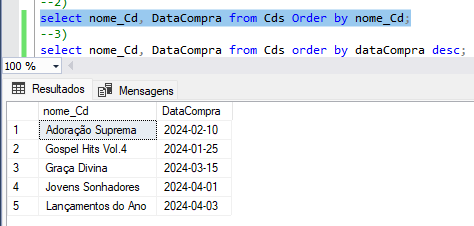 --2)
select nome_Cd, DataCompra from Cds Order by nome_Cd;
--3)
select nome_Cd, DataCompra from Cds Order by dataCompra desc;
100 %
Resultados Mensagens
nome_Cd DataCompra
1 Adoração Suprema 2024-02-10
2 Gospel Hits Vol.4 2024-01-25
3 Graça Divina 2024-03-15
4 Jovens Sonhadores 2024-04-01
5 Lançamentos do Ano 2024-04-03